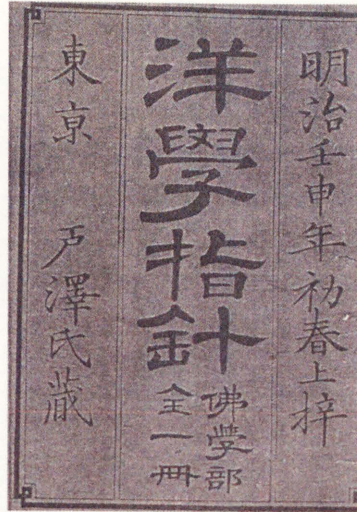 明治壬申年初春上梓
洋學指針
佛學部
全一冊
東京 戸澤氏蔵